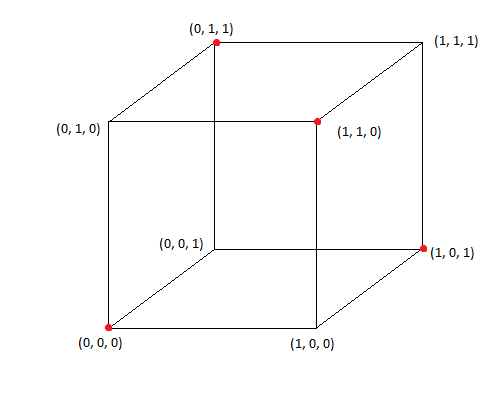 (0, 1, 1)
(1, 1, 1)
(0, 1, 0)
(1, 1, 0)
(0, 0, 1)
(1, 0, 1)
(0, 0, 0)
(1, 0, 0)